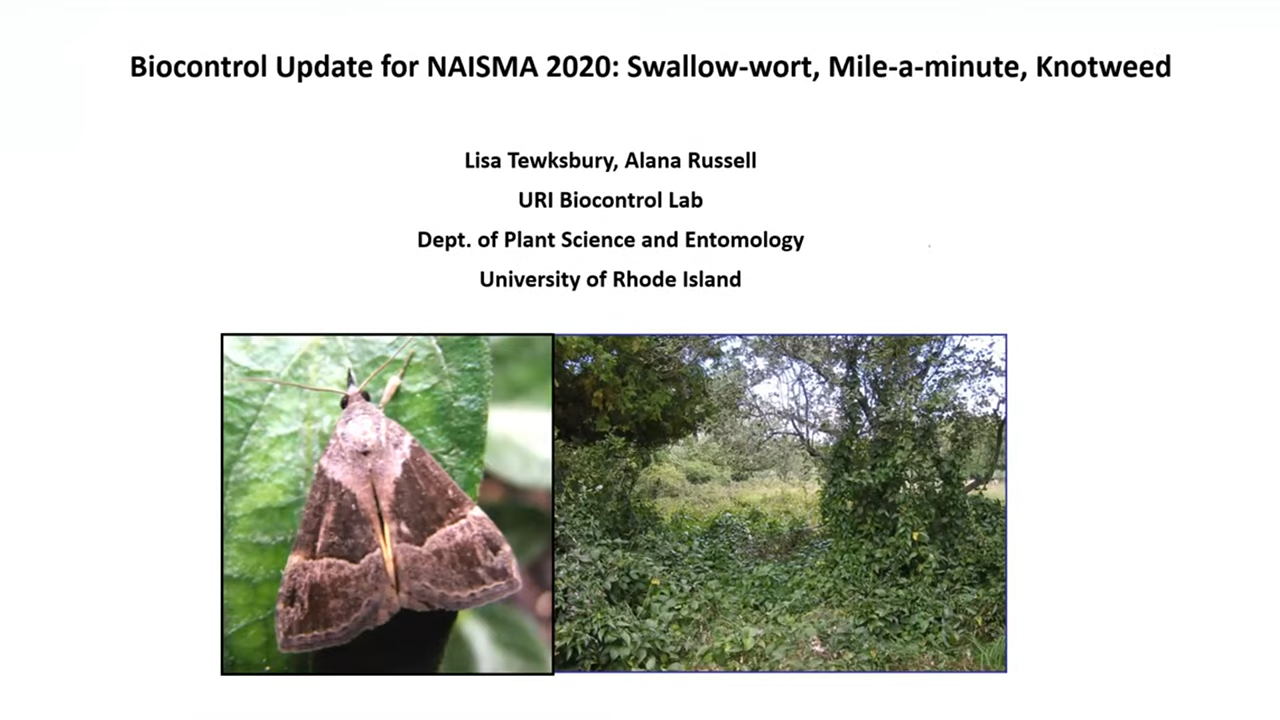 Biocontrol Update for NAISMA 2020: Swallow-wort, Mile-a-minute, Knotweed
Lisa Tewksbury, Alana Russell
URI Biocontrol Lab
Dept. of Plant Science and Entomology
University of Rhode Island